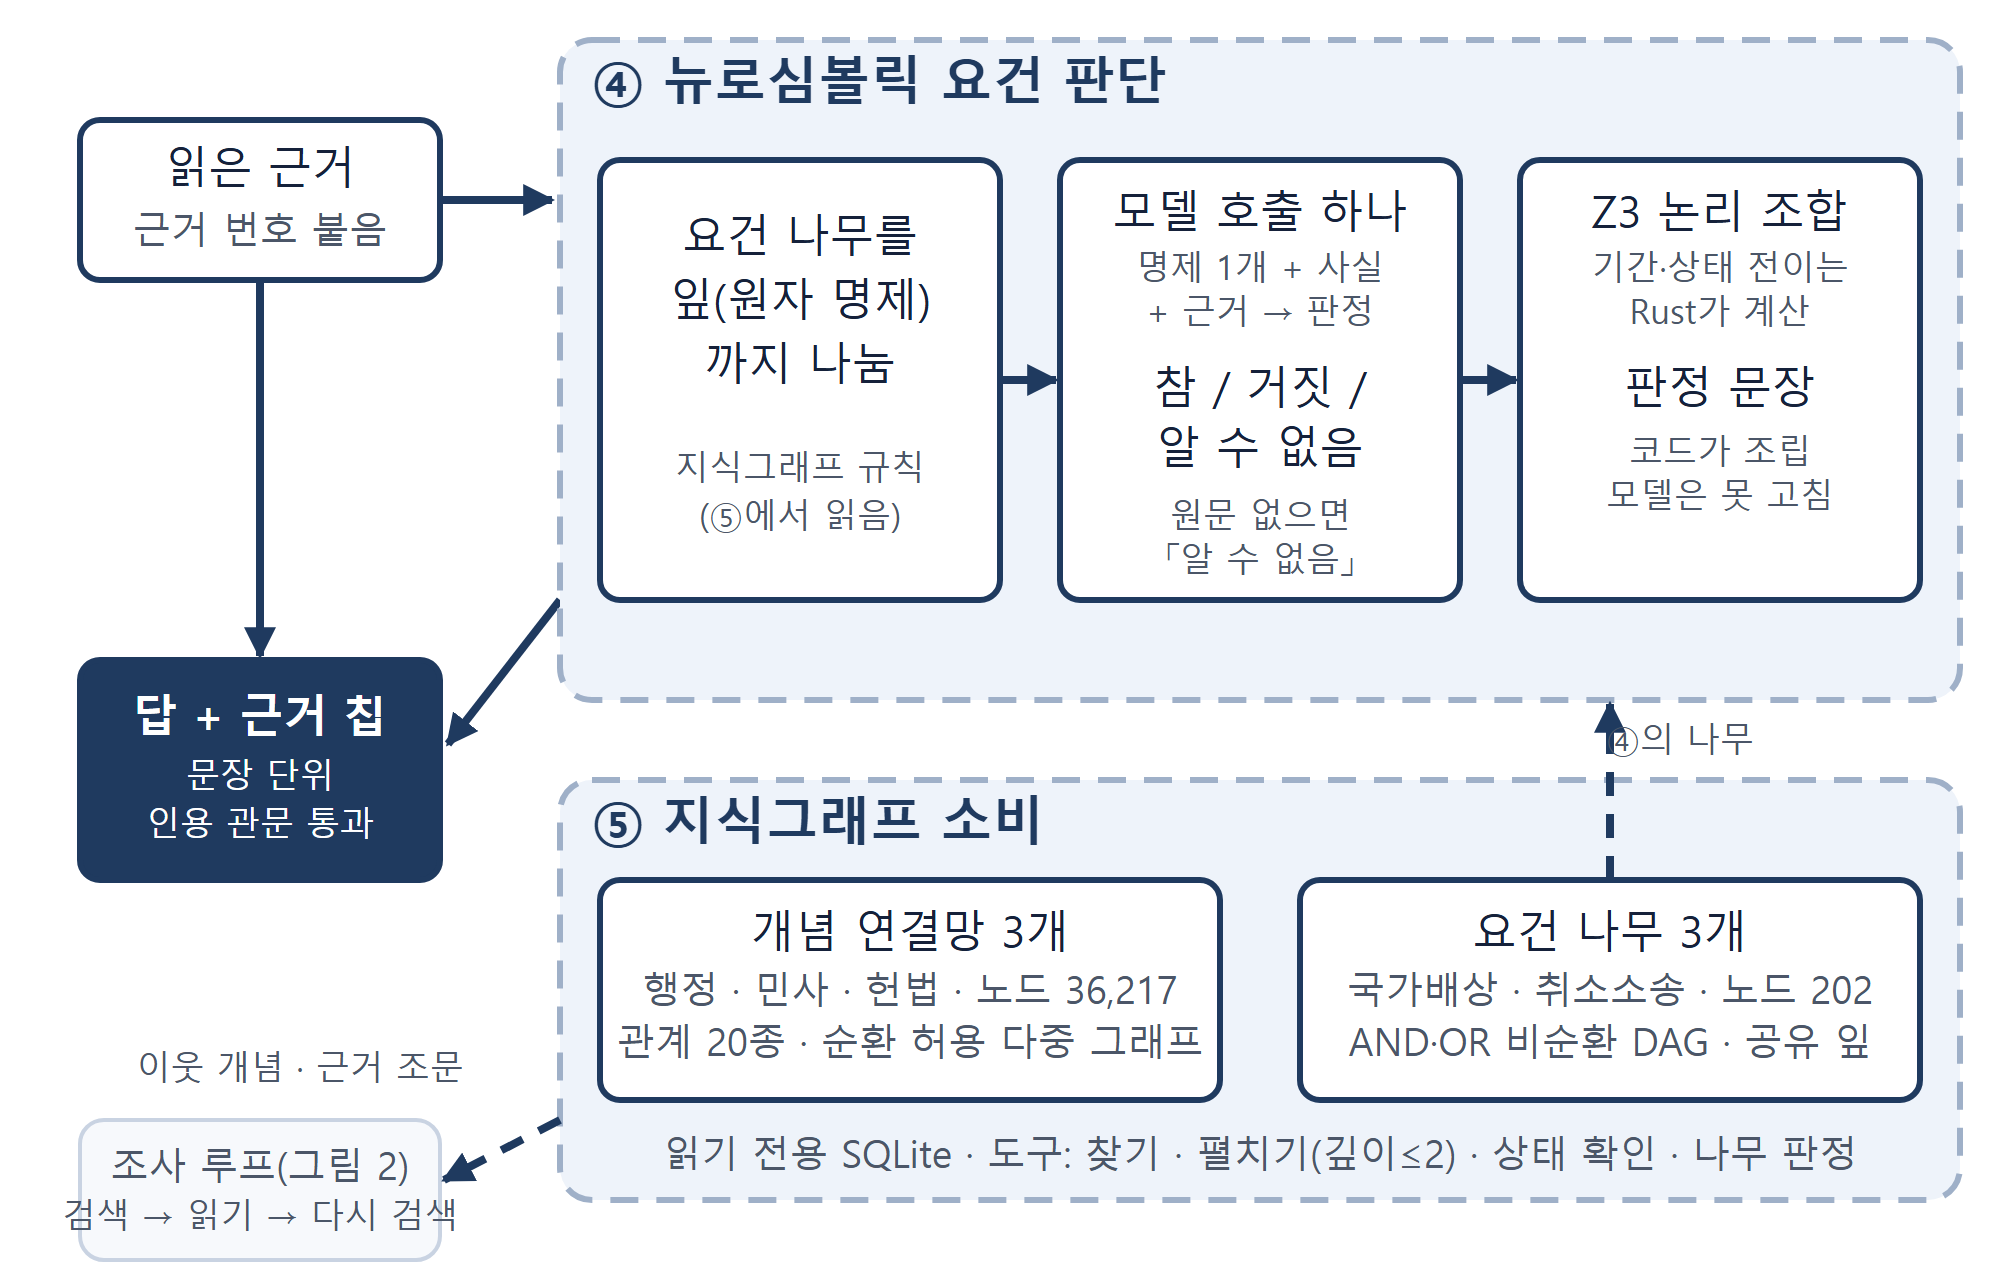 ④ 뉴로심볼릭 요건 판단
읽은 근거
근거 번호 붙음
요건 나무를
잎(원자 명제)
까지 나눔
지식그래프 규칙
(⑤에서 읽음)
모델 호출 하나
명제 1개 + 사실
+ 근거 → 판정
참 / 거짓 /
알 수 없음
원문 없으면
「알 수 없음」
Z3 논리 조합
기간·상태 전이는
Rust가 계산
판정 문장
코드가 조립
모델은 못 고침
답 + 근거 칩
문장 단위
인용 관문 통과
④의 나무
⑤ 지식그래프 소비
개념 연결망 3개
행정 · 민사 · 헌법 · 노드 36,217
관계 20종 · 순환 허용 다중 그래프
요건 나무 3개
국가배상 · 취소소송 · 노드 202
AND·OR 비순환 DAG · 공유 잎
읽기 전용 SQLite · 도구: 찾기 · 펼치기(깊이≤2) · 상태 확인 · 나무 판정
이웃 개념 · 근거 조문
조사 루프(그림 2)
검색 → 읽기 → 다시 검색